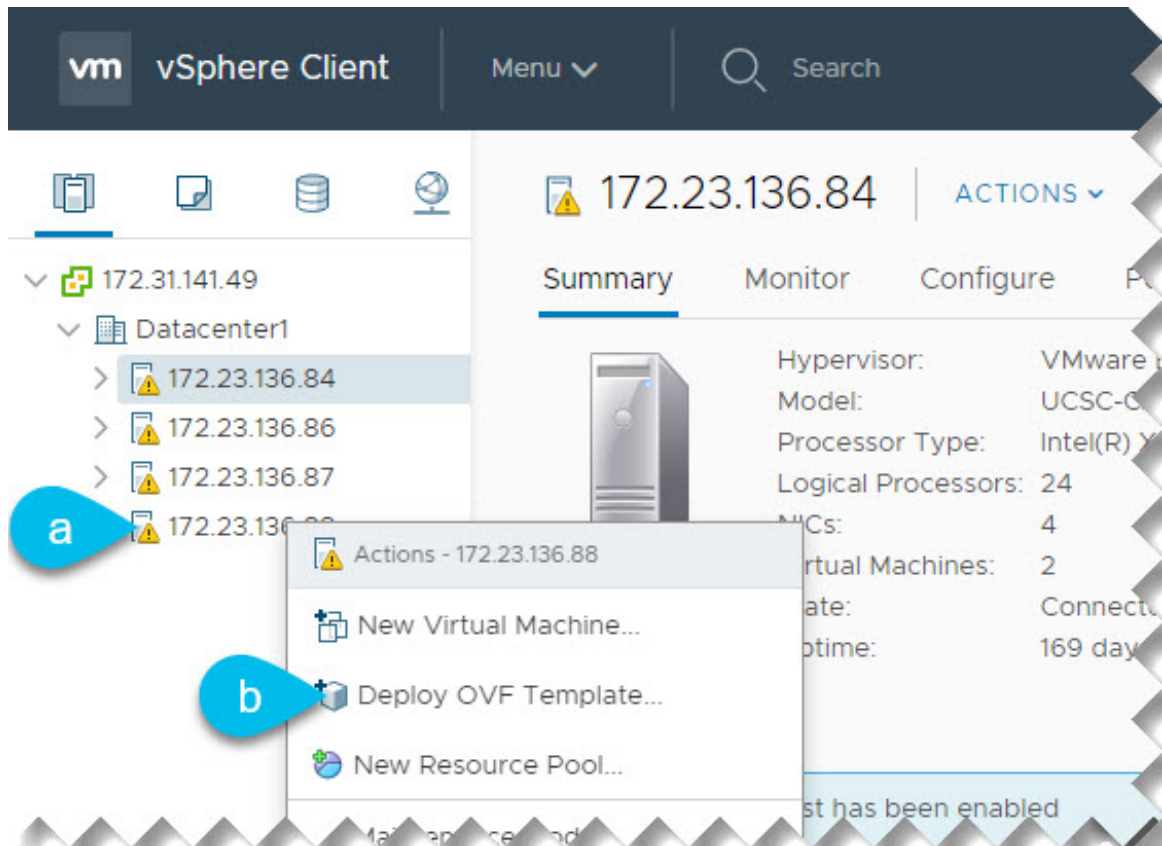 vm vSphere Client Menu Search
172.23.136.84 ACTIONS
172.31.141.49
Datacenter1
172.23.136.84
172.23.136.86
172.23.136.87
a
Summary Monitor Configure
Hypervisor: VMware
Model:
Processor Type: Intel(R)
Logical Processors: 24
NICs: 4
Machines: 2
169
Actions - 172.23.136.88
New Virtual Machine...
b Deploy OVF Template...
New Resource Pool...
has been enabled